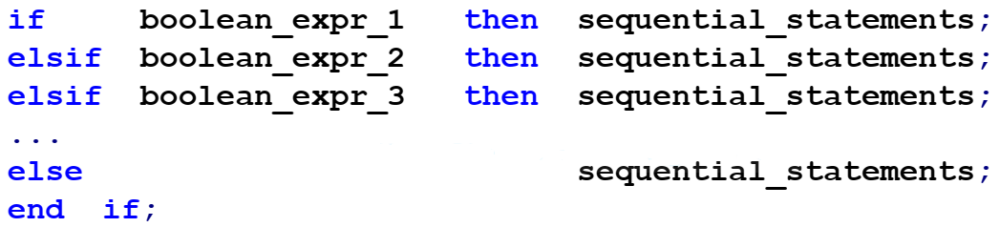 if boolean_expr_1 then sequential_statements;
elsif boolean_expr_2 then sequential_statements;
elsif boolean_expr_3 then sequential_statements;
...
else sequential_statements;
end if;